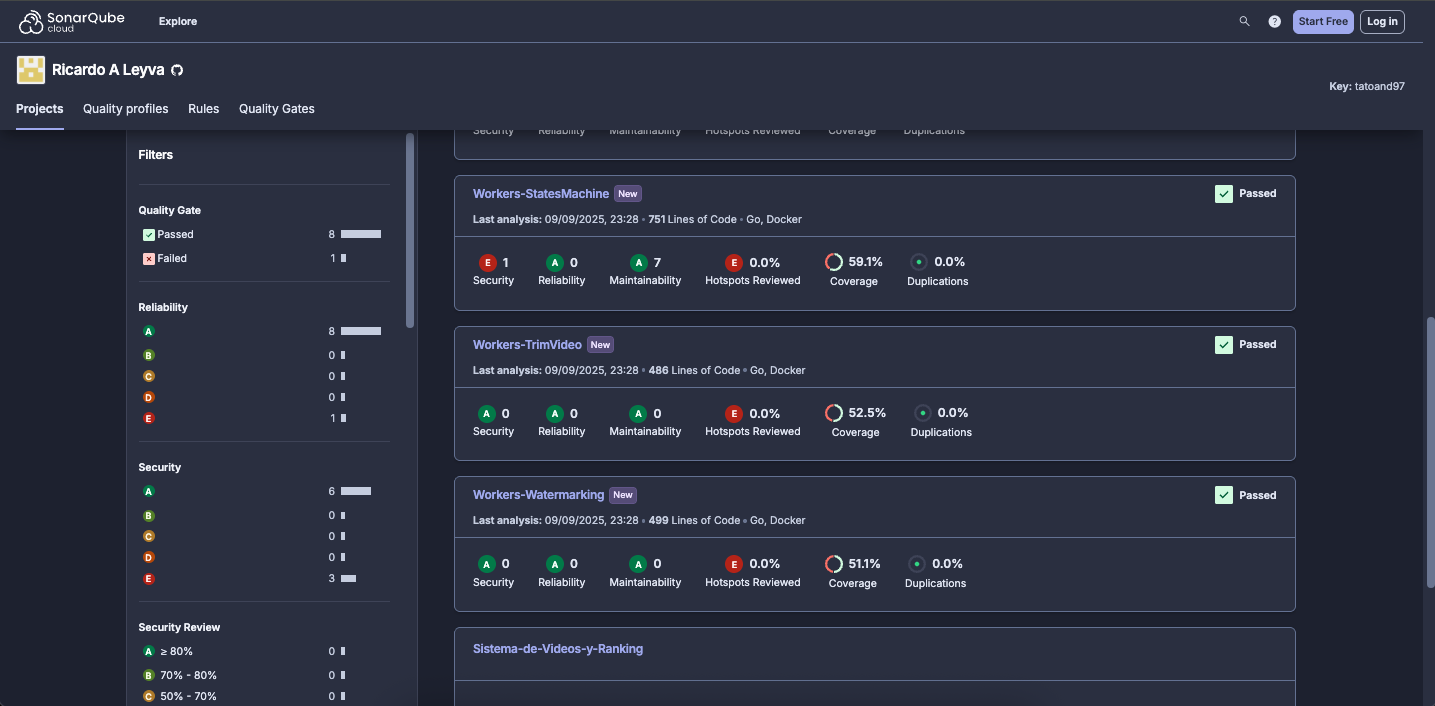 SonarQube cloud Explore ? Start Free Log in
Ricardo A Leyva
Key: tatoand97
Projects Quality profiles Rules Quality Gates
Filters
Quality Gate
Passed 8
Failed 1
Reliability
A 8
B 0
C 0
D 0
E 1
Security
A 6
B 0
C 0
D 0
E 3
Security Review
A ≥ 80% 0
B 70% - 80% 0
C 50% - 70% 0
Security Reliability Maintainability Hotspots Reviewed Coverage Duplications
Workers-StatesMachine New Passed
Last analysis: 09/09/2025, 23:28 • 751 Lines of Code • Go, Docker
E 1 A 0 A 7 E 0.0% 59.1% 0.0%
Security Reliability Maintainability Hotspots Reviewed Coverage Duplications
Workers-TrimVideo New Passed
Last analysis: 09/09/2025, 23:28 • 486 Lines of Code • Go, Docker
A 0 A 0 A 0 E 0.0% 52.5% 0.0%
Security Reliability Maintainability Hotspots Reviewed Coverage Duplications
Workers-Watermarking New Passed
Last analysis: 09/09/2025, 23:28 • 499 Lines of Code • Go, Docker
A 0 A 0 A 0 E 0.0% 51.1% 0.0%
Security Reliability Maintainability Hotspots Reviewed Coverage Duplications
Sistema-de-Videos-y-Ranking